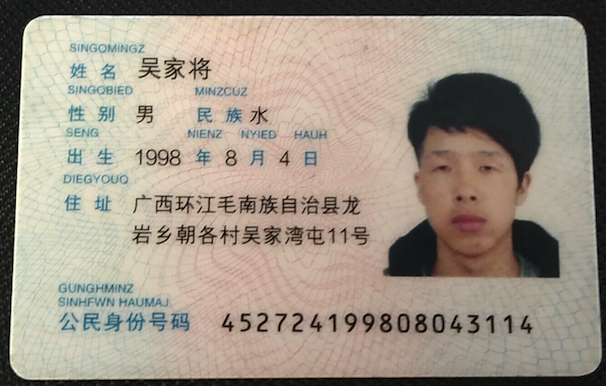 SINGQMINGZ
姓名 吴家将
SINGQBIED MINZCUZ
性别 男 民族 水
SENG NIENZ NYIED HAUH
出生 1998 年 8 月 4 日
DIEGYOUQ
住址 广西环江毛南族自治县龙
岩乡朝各村吴家湾屯11号
GUNGHMINZ
SINHFWN HAUMAJ
公民身份号码 452724199808043114